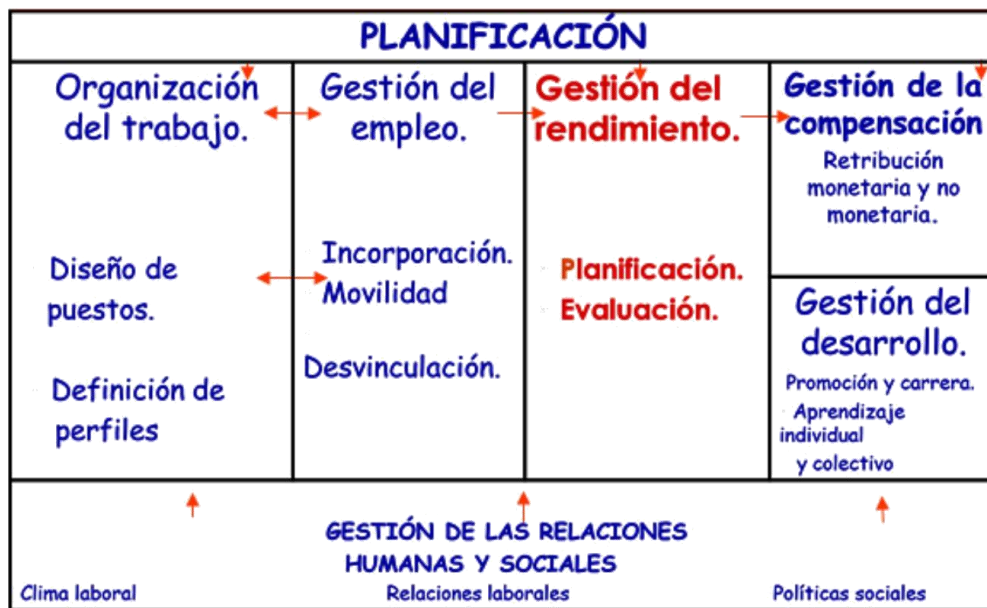 PLANIFICACIÓN
Organización
del trabajo.
Diseño de
puestos.
Definición de
perfiles
Gestión del
empleo.
Incorporación.
Movilidad
Desvinculación.
Gestión del
rendimiento.
Planificación.
Evaluación.
Gestión de la
compensación
Retribución
monetaria y no
monetaria.
Gestión del
desarrollo.
Promoción y carrera.
Aprendizaje
individual
y colectivo
GESTIÓN DE LAS RELACIONES
HUMANAS Y SOCIALES
Clima laboral
Relaciones laborales
Políticas sociales